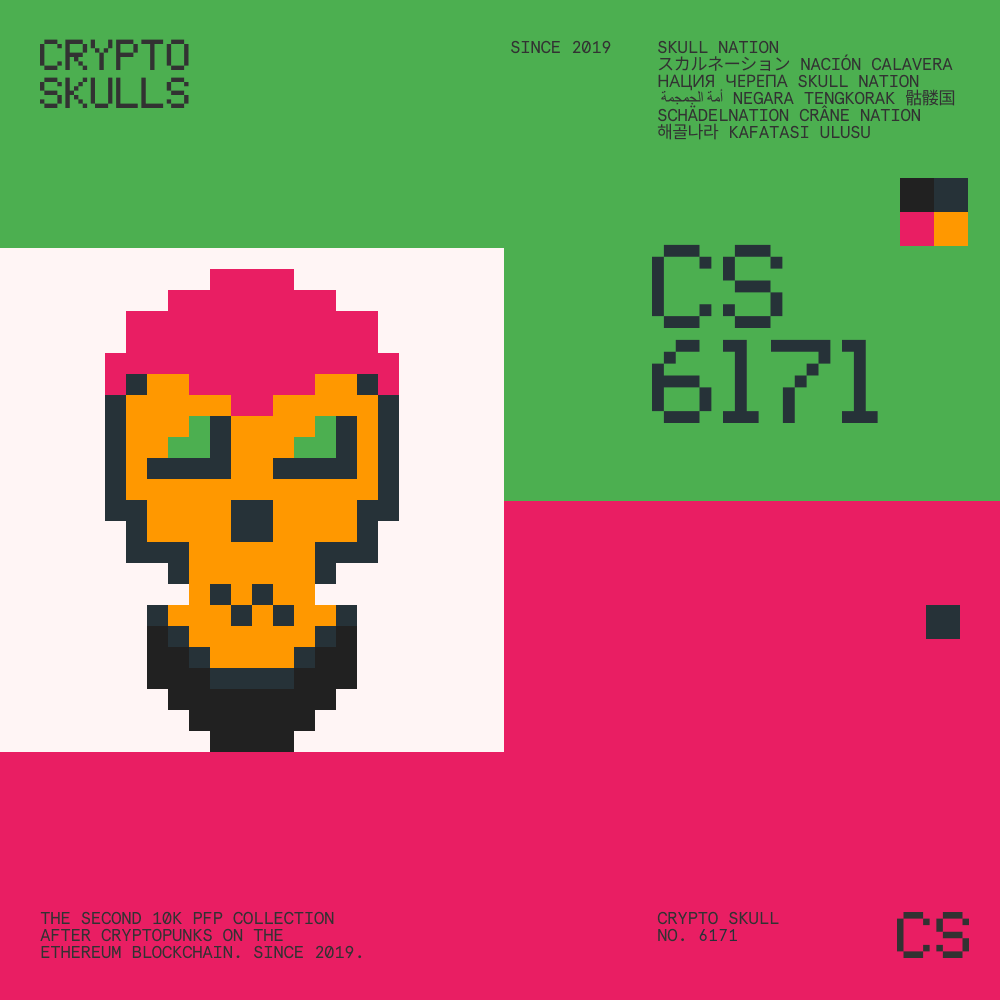 CRYPTO
SKULLS
SINCE 2019
SKULL NATION
スカルネーション NACIÓN CALAVERA
НАЦИЯ ЧЕРЕПА SKULL NATION
أمة الجمجمة NEGARA TENGKORAK 骷髅国
SCHÄDELNATION CRÂNE NATION
해골나라 KAFATASI ULUSU
CS
6171
THE SECOND 10K PFP COLLECTION
AFTER CRYPTOPUNKS ON THE
ETHEREUM BLOCKCHAIN. SINCE 2019.
CRYPTO SKULL
NO. 6171
CS